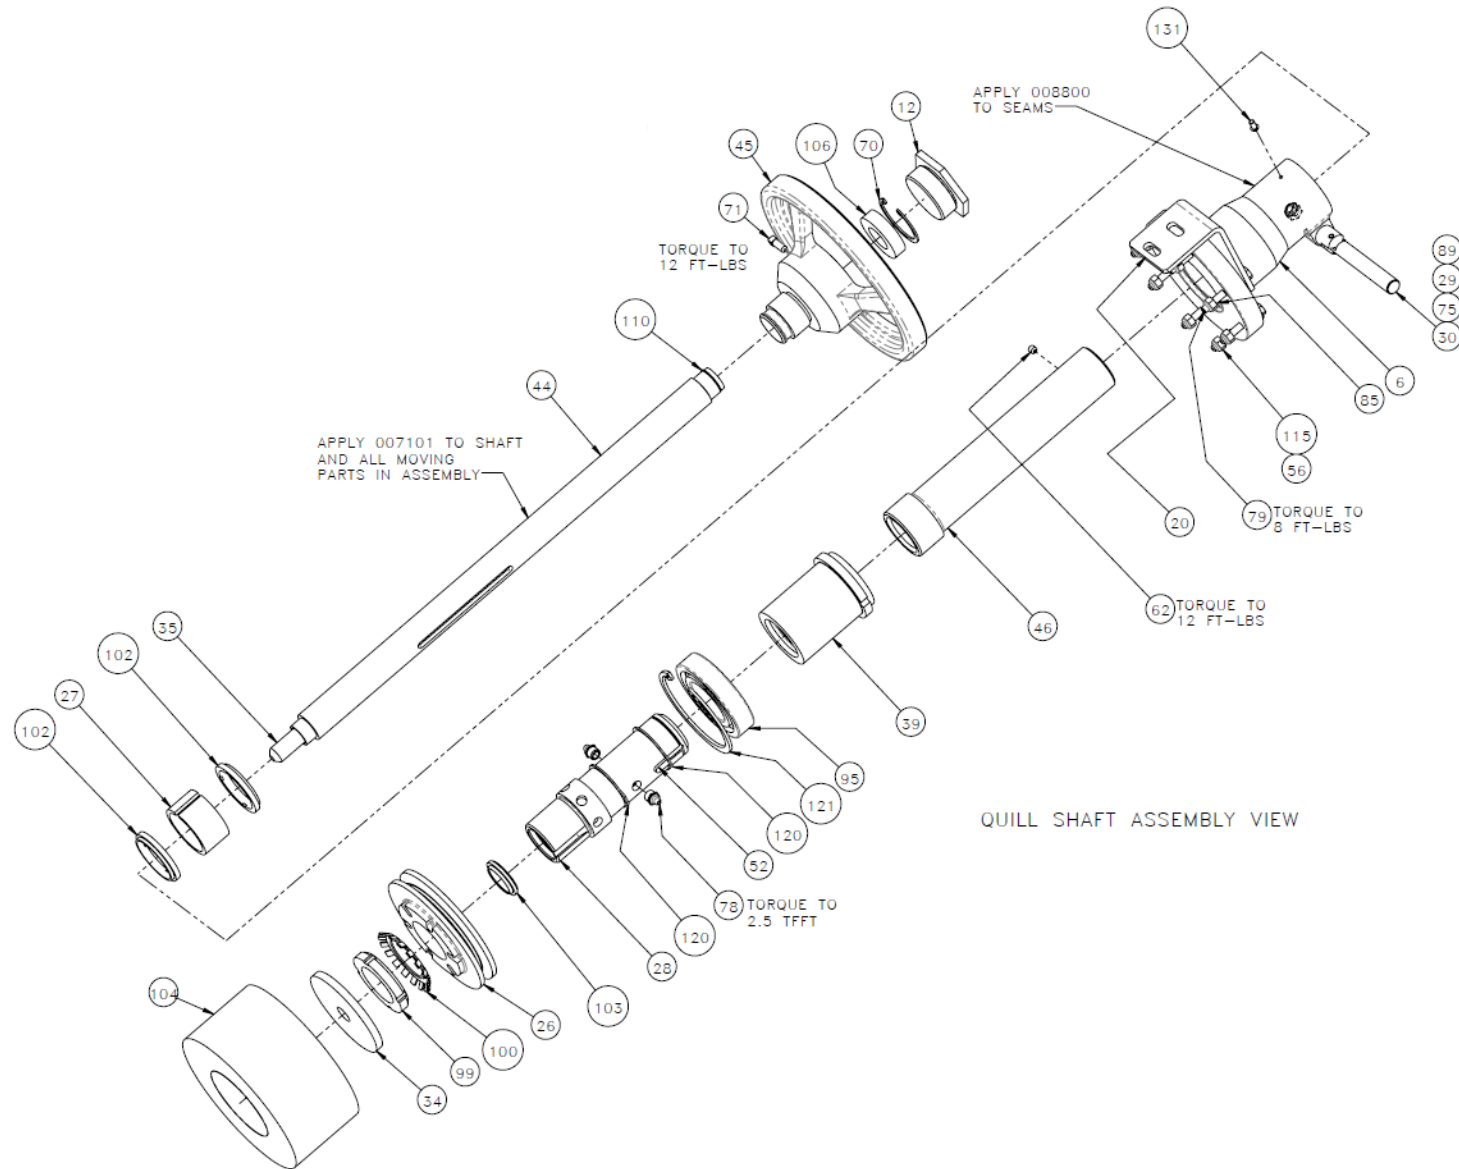 131
APPLY 008800
TO SEAMS
12
106
70
45
71
TORQUE TO
12 FT-LBS
89
29
75
30
110
44
6
85
APPLY 007101 TO SHAFT
AND ALL MOVING
PARTS IN ASSEMBLY
115
56
20
79 TORQUE TO
8 FT-LBS
62 TORQUE TO
12 FT-LBS
46
35
102
27
102
39
95
121
120
52
QUILL SHAFT ASSEMBLY VIEW
78 TORQUE TO
2.5 TFFT
120
28
103
26
100
99
34
104